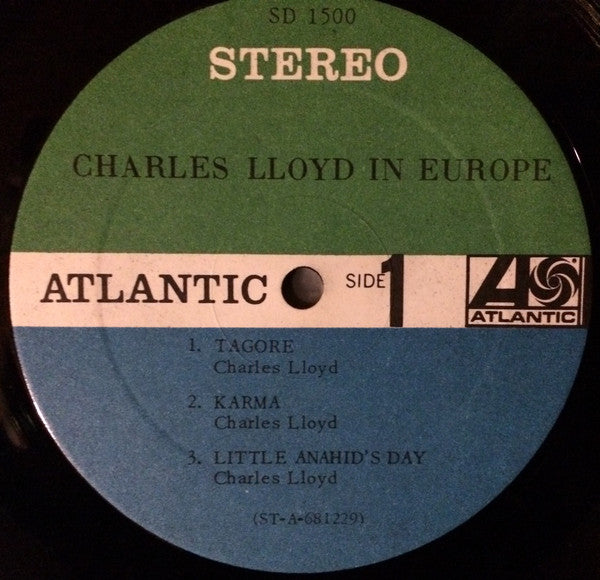 SD 1500
STEREO
CHARLES LLOYD IN EUROPE
ATLANTIC SIDE 1
ATLANTIC
1. TAGORE
Charles Lloyd
2. KARMA
Charles Lloyd
3. LITTLE ANAHID'S DAY
Charles Lloyd
(ST-A-681229)